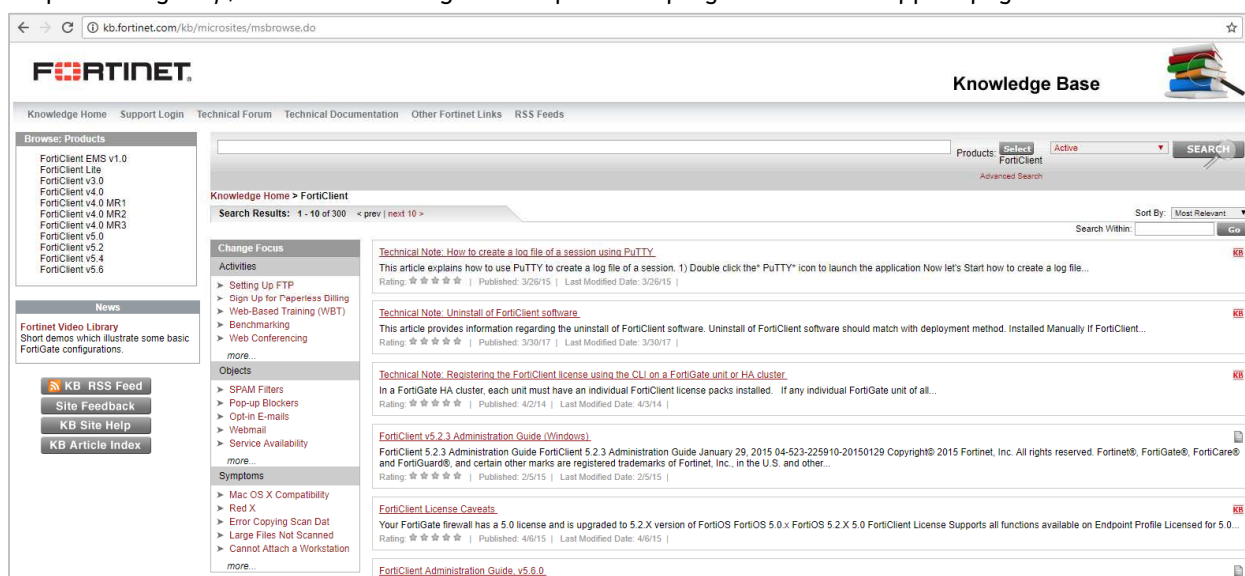 kb.fortinet.com/kb/microsites/msbrowse.do
FORTINET
Knowledge Base
Knowledge Home Support Login Technical Forum Technical Documentation Other Fortinet Links RSS Feeds
Browse: Products
FortiClient EMS v1.0
FortiClient Lite
FortiClient v3.0
FortiClient v4.0
FortiClient v4.0 MR1
FortiClient v4.0 MR2
FortiClient v4.0 MR3
FortiClient v5.0
FortiClient v5.2
FortiClient v5.4
FortiClient v5.6
News
Fortinet Video Library
Short demos which illustrate some basic
FortiGate configurations.
KB RSS Feed
Site Feedback
KB Site Help
KB Article Index
Products: Select Active SEARCH
FortiClient
Advanced Search
Knowledge Home > FortiClient
Search Results: 1 - 10 of 300 < prev | next 10 >
Sort By: Most Relevant
Search Within: Go
Change Focus
Activities
Setting Up FTP
Sign Up for Paperless Billing
Web-Based Training (WBT)
Benchmarking
Web Conferencing
more...
Objects
SPAM Filters
Pop-up Blockers
Opt-in E-mails
Webmail
Service Availability
more...
Symptoms
Mac OS X Compatibility
Red X
Error Copying Scan Dat
Large Files Not Scanned
Cannot Attach a Workstation
more...
Technical Note: How to create a log file of a session using PuTTY KB
This article explains how to use PuTTY to create a log file of a session. 1) Double click the* PuTTY* icon to launch the application Now let's Start how to create a log file...
Rating: | Published: 3/26/15 | Last Modified Date: 3/26/15 |
Technical Note: Uninstall of FortiClient software KB
This article provides information regarding the uninstall of FortiClient software. Uninstall of FortiClient software should match with deployment method. Installed Manually If FortiClient...
Rating: | Published: 3/30/17 | Last Modified Date: 3/30/17 |
Technical Note: Registering the FortiClient license using the CLI on a FortiGate unit or HA cluster KB
In a FortiGate HA cluster, each unit must have an individual FortiClient license packs installed. If any individual FortiGate unit of all...
Rating: | Published: 4/2/14 | Last Modified Date: 4/3/14 |
FortiClient v5.2.3 Administration Guide (Windows)
FortiClient 5.2.3 Administration Guide FortiClient 5.2.3 Administration Guide January 29, 2015 04-523-225910-20150129 Copyright© 2015 Fortinet, Inc. All rights reserved. Fortinet®, FortiGate®, FortiCare®
and FortiGuard®, and certain other marks are registered trademarks of Fortinet, Inc., in the U.S. and other...
Rating: | Published: 2/5/15 | Last Modified Date: 2/5/15 |
FortiClient License Caveats KB
Your FortiGate firewall has a 5.0 license and is upgraded to 5.2.X version of FortiOS FortiOS 5.0.x FortiOS 5.2.X 5.0 FortiClient License Supports all functions available on Endpoint Profile Licensed for 5.0...
Rating: | Published: 4/6/15 | Last Modified Date: 4/6/15 |
FortiClient Administration Guide, v5.6.0